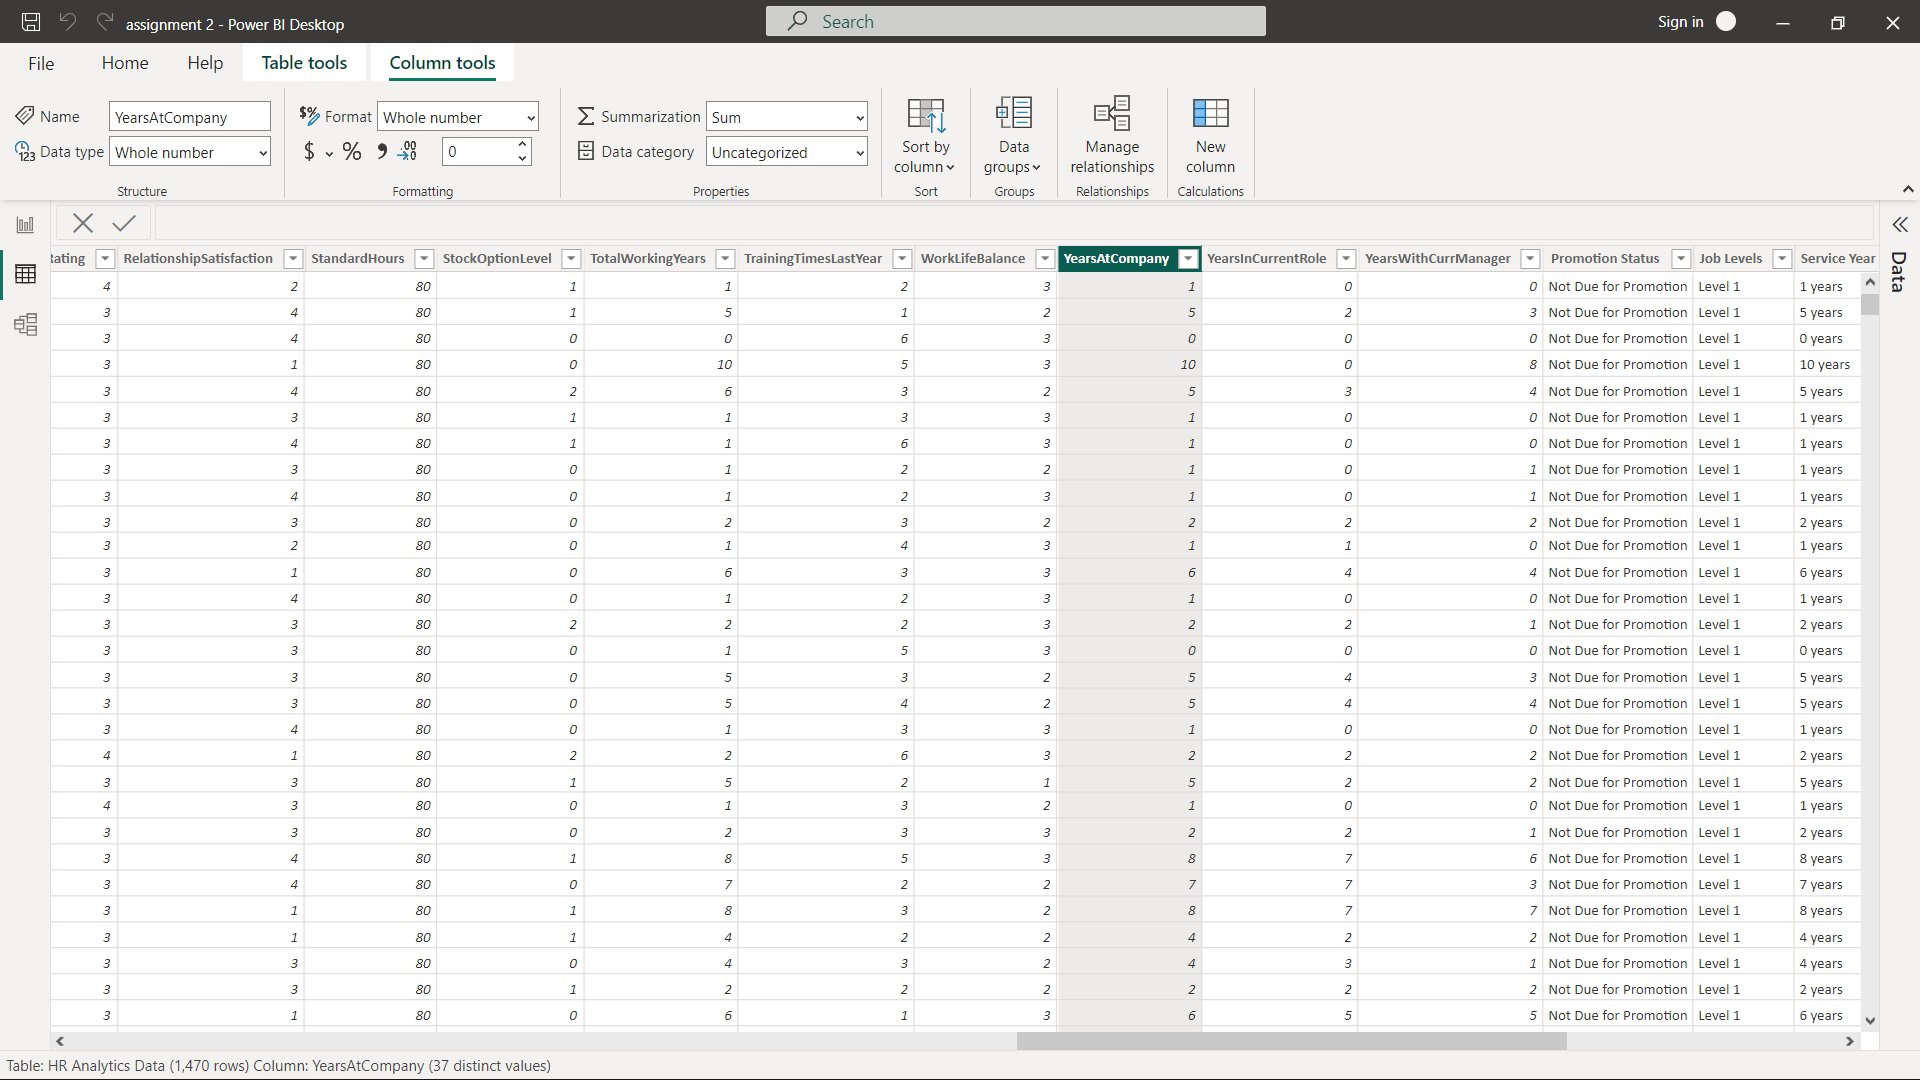 assignment 2 - Power BI Desktop
Search
Sign in
File Home Help Table tools Column tools
Name YearsAtCompany
Data type Whole number
Structure
Format Whole number
$ % 0
Formatting
Summarization Sum
Data category Uncategorized
Properties
Sort by column
Sort
Data groups
Groups
Manage relationships
Relationships
New column
Calculations
Rating RelationshipSatisfaction StandardHours StockOptionLevel TotalWorkingYears TrainingTimesLastYear WorkLifeBalance YearsAtCompany YearsInCurrentRole YearsWithCurrManager Promotion Status Job Levels Service Year
Data
4 2 80 1 1 2 3 1 0 0 Not Due for Promotion Level 1 1 years
3 4 80 1 5 1 2 5 2 3 Not Due for Promotion Level 1 5 years
3 4 80 0 0 6 3 0 0 0 Not Due for Promotion Level 1 0 years
3 1 80 0 10 5 3 10 0 8 Not Due for Promotion Level 1 10 years
3 4 80 2 6 3 2 5 3 4 Not Due for Promotion Level 1 5 years
3 3 80 1 1 3 3 1 0 0 Not Due for Promotion Level 1 1 years
3 4 80 1 1 6 3 1 0 0 Not Due for Promotion Level 1 1 years
3 3 80 0 1 2 2 1 0 1 Not Due for Promotion Level 1 1 years
3 4 80 0 1 2 3 1 0 1 Not Due for Promotion Level 1 1 years
3 3 80 0 2 3 2 2 2 2 Not Due for Promotion Level 1 2 years
3 2 80 0 1 4 3 1 1 0 Not Due for Promotion Level 1 1 years
3 1 80 0 6 3 3 6 4 4 Not Due for Promotion Level 1 6 years
3 4 80 0 1 2 3 1 0 0 Not Due for Promotion Level 1 1 years
3 3 80 2 2 2 3 2 2 1 Not Due for Promotion Level 1 2 years
3 3 80 0 1 5 3 0 0 0 Not Due for Promotion Level 1 0 years
3 3 80 0 5 3 2 5 4 3 Not Due for Promotion Level 1 5 years
3 3 80 0 5 4 2 5 4 4 Not Due for Promotion Level 1 5 years
3 4 80 0 1 3 3 1 0 0 Not Due for Promotion Level 1 1 years
4 1 80 2 2 6 3 2 2 2 Not Due for Promotion Level 1 2 years
3 3 80 1 5 2 1 5 2 2 Not Due for Promotion Level 1 5 years
4 3 80 0 1 3 2 1 0 0 Not Due for Promotion Level 1 1 years
3 3 80 0 2 3 3 2 2 1 Not Due for Promotion Level 1 2 years
3 4 80 1 8 5 3 8 7 6 Not Due for Promotion Level 1 8 years
3 4 80 0 7 2 2 7 7 3 Not Due for Promotion Level 1 7 years
3 1 80 1 8 3 2 8 7 7 Not Due for Promotion Level 1 8 years
3 1 80 1 4 2 2 4 2 2 Not Due for Promotion Level 1 4 years
3 3 80 0 4 3 2 4 3 1 Not Due for Promotion Level 1 4 years
3 3 80 1 2 2 2 2 2 2 Not Due for Promotion Level 1 2 years
3 1 80 0 6 1 3 6 5 5 Not Due for Promotion Level 1 6 years
Table: HR Analytics Data (1,470 rows) Column: YearsAtCompany (37 distinct values)